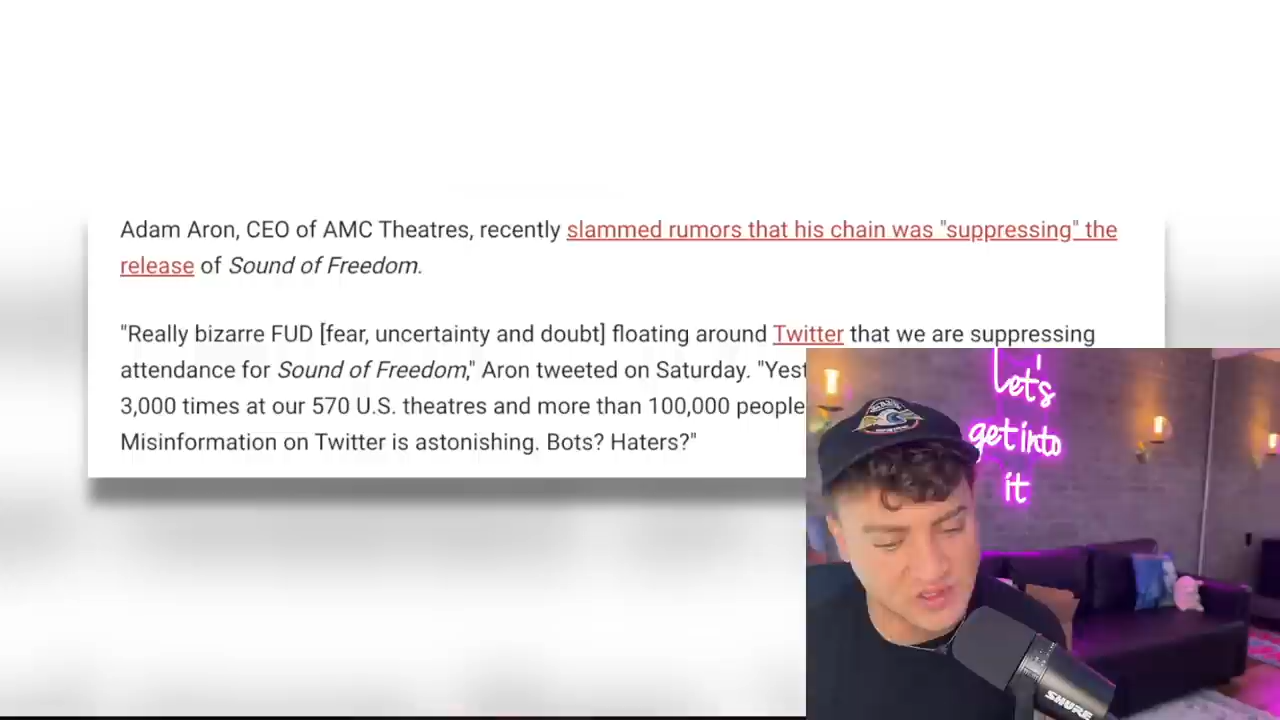 Adam Aron, CEO of AMC Theatres, recently slammed rumors that his chain was "suppressing" the
release of Sound of Freedom.
"Really bizarre FUD [fear, uncertainty and doubt] floating around Twitter that we are suppressing
attendance for Sound of Freedom," Aron tweeted on Saturday. "Yest
3,000 times at our 570 U.S. theatres and more than 100,000 people
Misinformation on Twitter is astonishing. Bots? Haters?"
Let's
get into
it
SHURE